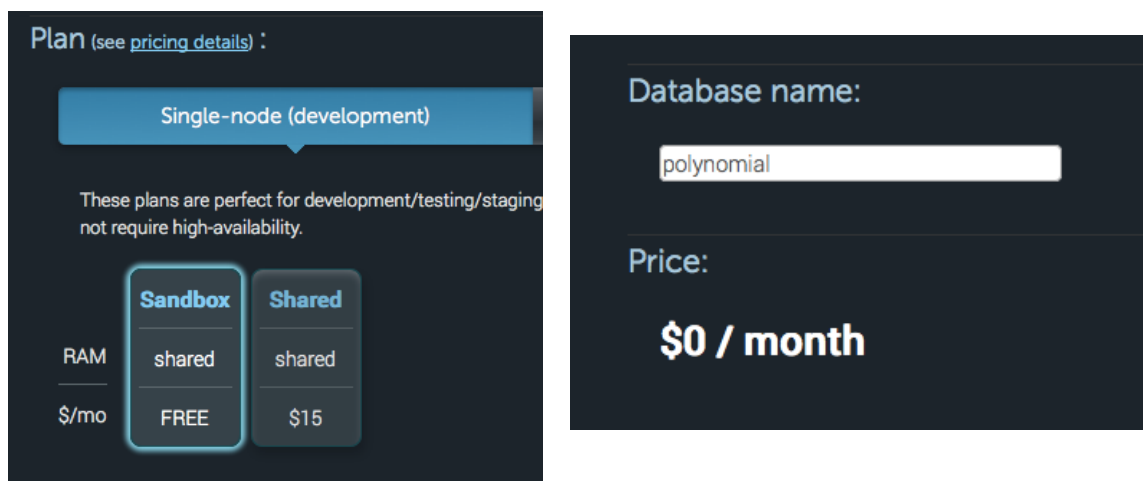 Plan (see pricing details) :
Single-node (development)
These plans are perfect for development/testing/staging
not require high-availability.
Sandbox Shared
RAM shared shared
$/mo FREE $15
Database name:
polynomial
Price:
$0 / month